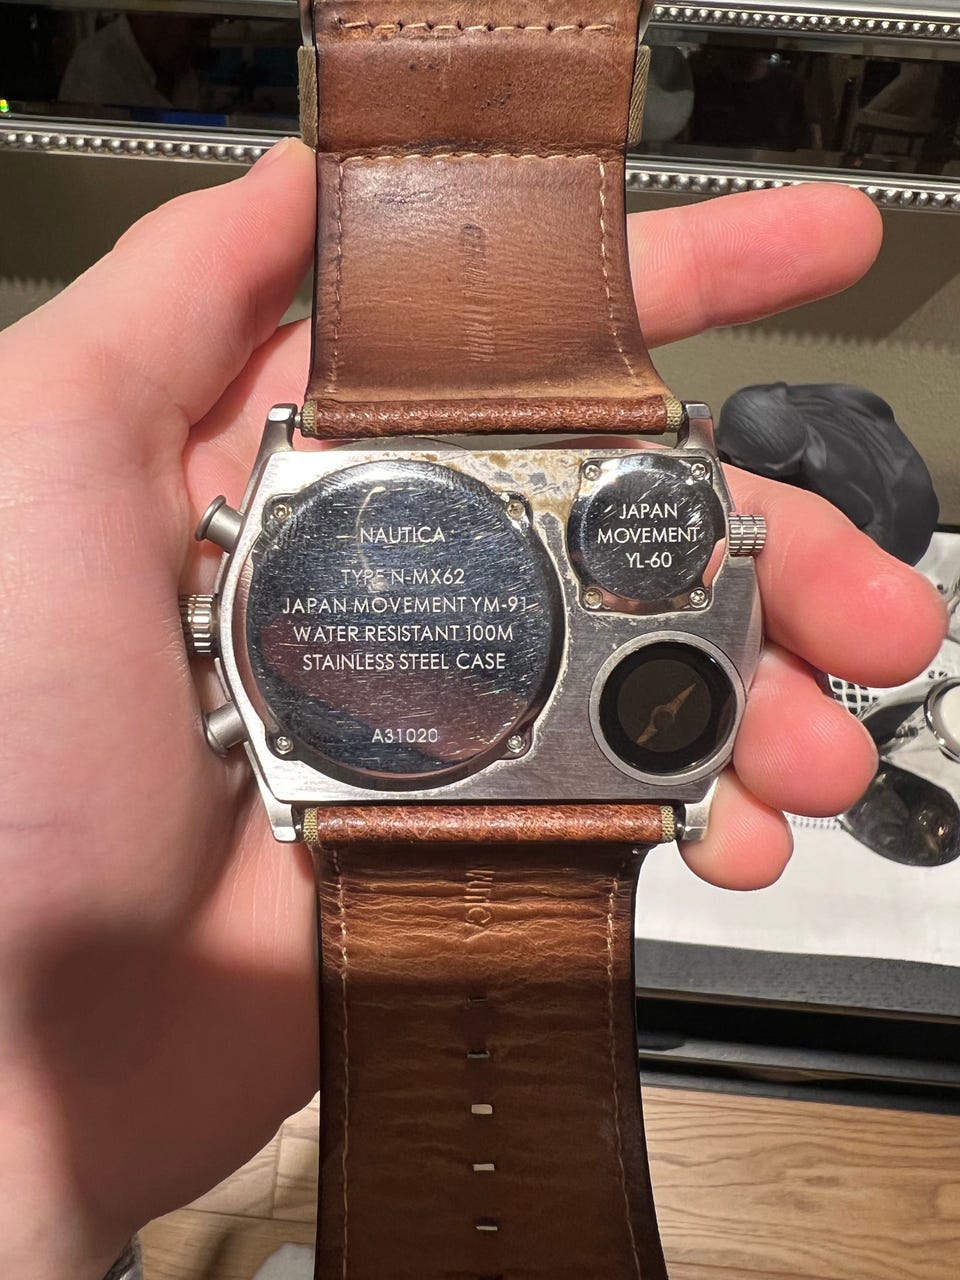 NAUTICA
TYPE N-MX62
JAPAN MOVEMENT YM-91
WATER RESISTANT 100M
STAINLESS STEEL CASE
A31020
JAPAN
MOVEMENT
YL-60